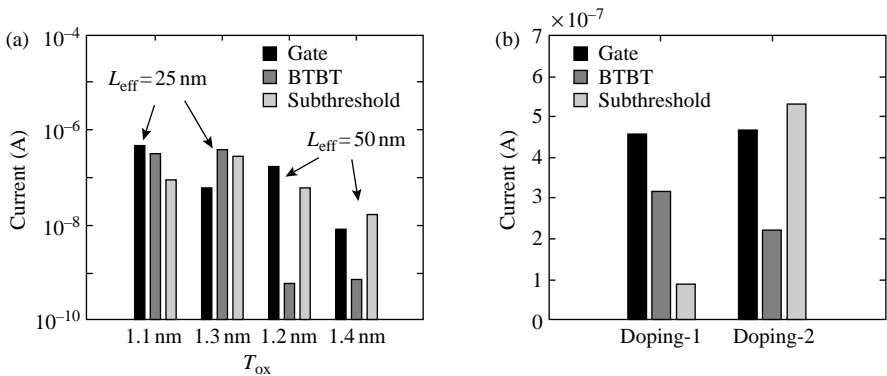 (a)
10⁻⁴
10⁻⁶
10⁻⁸
10⁻¹⁰
Current (A)
Gate
BTBT
Subthreshold
L_eff = 25 nm
L_eff = 50 nm
1.1 nm 1.3 nm 1.2 nm 1.4 nm
T_ox
(b)
×10⁻⁷
7
6
5
4
3
2
1
0
Current (A)
Gate
BTBT
Subthreshold
Doping-1 Doping-2